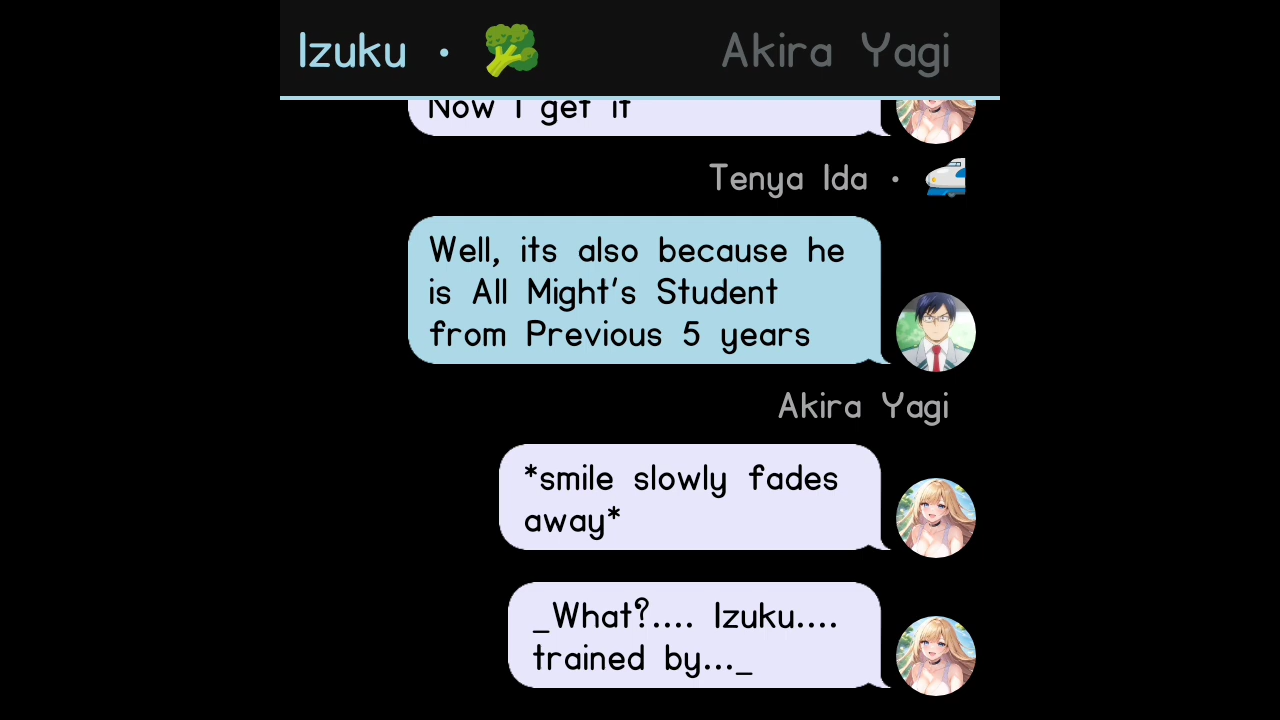 Izuku · 🥦 Akira Yagi
Now I get it
Tenya Ida · 🚅
Well, its also because he
is All Might's Student
from Previous 5 years
Akira Yagi
*smile slowly fades
away*
_What?.... Izuku....
trained by..._